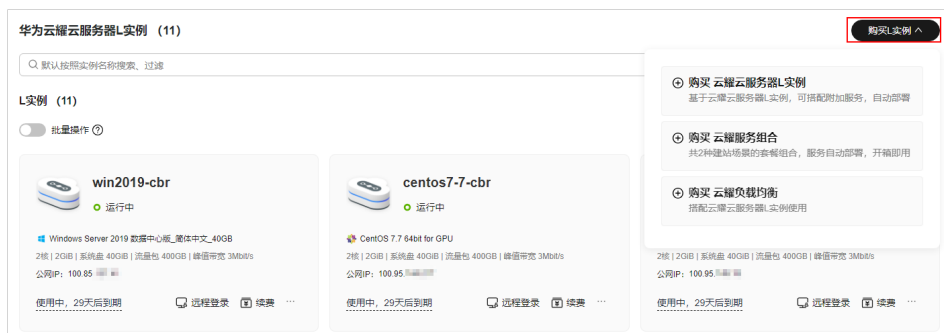 华为云耀云服务器L实例 （11）
购买L实例
默认按照实例名称搜索、过滤
购买 云耀云服务器L实例
基于云耀云服务器L实例，可搭配附加服务，自动部署
L实例 （11）
批量操作
购买 云耀服务组合
共2种建站场景的套餐组合，服务自动部署，开箱即用
购买 云耀负载均衡
搭配云耀云服务器L实例使用
win2019-cbr
运行中
Windows Server 2019 数据中心版_简体中文_40GB
2核 | 2GiB | 系统盘 40GiB | 流量包 400GB | 峰值带宽 3Mbit/s
公网IP： 100.85.
使用中，29天后到期
远程登录
续费
...
centos7-7-cbr
运行中
CentOS 7.7 64bit for GPU
2核 | 2GiB | 系统盘 40GiB | 流量包 400GB | 峰值带宽 3Mbit/s
公网IP： 100.95.
使用中，29天后到期
远程登录
续费
...
2核 | 2GiB | 系统盘 40GiB | 流量包 400GB | 峰值带宽 3Mbit/s
公网IP： 100.95.
使用中，29天后到期
远程登录
续费
...